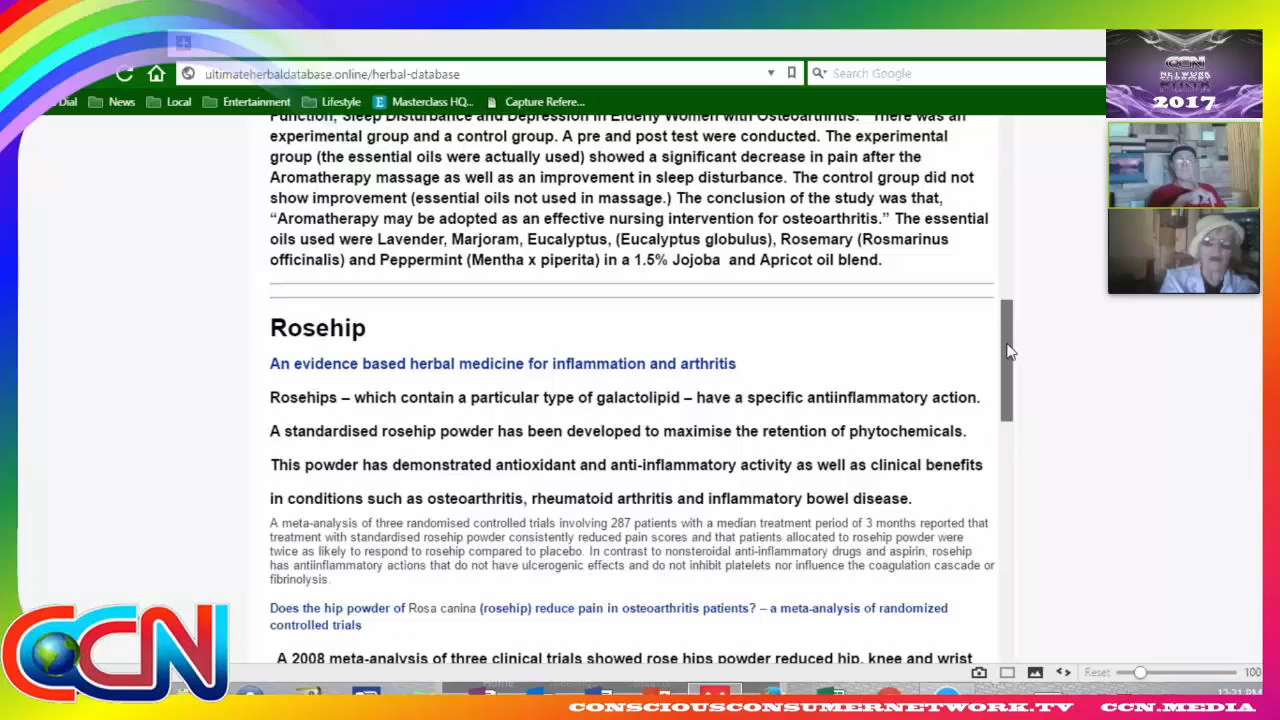 CCN
NETWORK
SUPPORT
2017
ultimateherbaldatabase.online/herbal-database
Search Google
Dial
News
Local
Entertainment
Lifestyle
Masterclass HQ...
Capture Refere...
Function, Sleep Disturbance and Depression in Elderly Women with Osteoarthritis." There was an
experimental group and a control group. A pre and post test were conducted. The experimental
group (the essential oils were actually used) showed a significant decrease in pain after the
Aromatherapy massage as well as an improvement in sleep disturbance. The control group did not
show improvement (essential oils not used in massage.) The conclusion of the study was that,
“Aromatherapy may be adopted as an effective nursing intervention for osteoarthritis.” The essential
oils used were Lavender, Marjoram, Eucalyptus, (Eucalyptus globulus), Rosemary (Rosmarinus
officinalis) and Peppermint (Mentha x piperita) in a 1.5% Jojoba and Apricot oil blend.
Rosehip
An evidence based herbal medicine for inflammation and arthritis
Rosehips – which contain a particular type of galactolipid – have a specific antiinflammatory action.
A standardised rosehip powder has been developed to maximise the retention of phytochemicals.
This powder has demonstrated antioxidant and anti-inflammatory activity as well as clinical benefits
in conditions such as osteoarthritis, rheumatoid arthritis and inflammatory bowel disease.
A meta-analysis of three randomised controlled trials involving 287 patients with a median treatment period of 3 months reported that
treatment with standardised rosehip powder consistently reduced pain scores and that patients allocated to rosehip powder were
twice as likely to respond to rosehip compared to placebo. In contrast to nonsteroidal anti-inflammatory drugs and aspirin, rosehip
has antiinflammatory actions that do not have ulcerogenic effects and do not inhibit platelets nor influence the coagulation cascade or
fibrinolysis.
Does the hip powder of Rosa canina (rosehip) reduce pain in osteoarthritis patients? – a meta-analysis of randomized
controlled trials
A 2008 meta-analysis of three clinical trials showed rose hips powder reduced hip, knee and wrist
Reset
100
12:31 PM
CCN
CONSCIOUSCONSUMERNETWORK.TV CCN.MEDIA